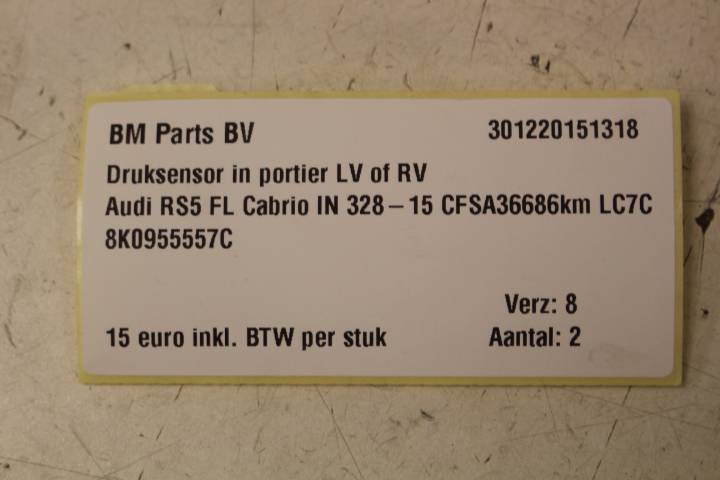 BM Parts BV 301220151318
Druksensor in portier LV of RV
Audi RS5 FL Cabrio IN 328-15 CFSA36686km LC7C
8K0955557C
Verz: 8
15 euro inkl. BTW per stuk Aantal: 2